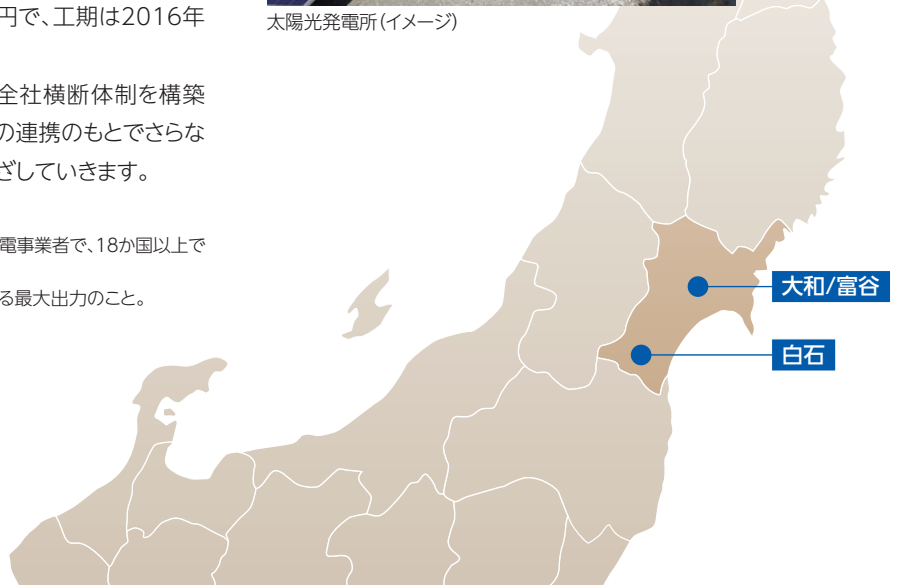 円で、工期は2016年
全社横断体制を構築
の連携のもとでさらな
ざしていきます。
電事業者で、18か国以上で
る最大出力のこと。
太陽光発電所(イメージ)
大和/富谷
白石